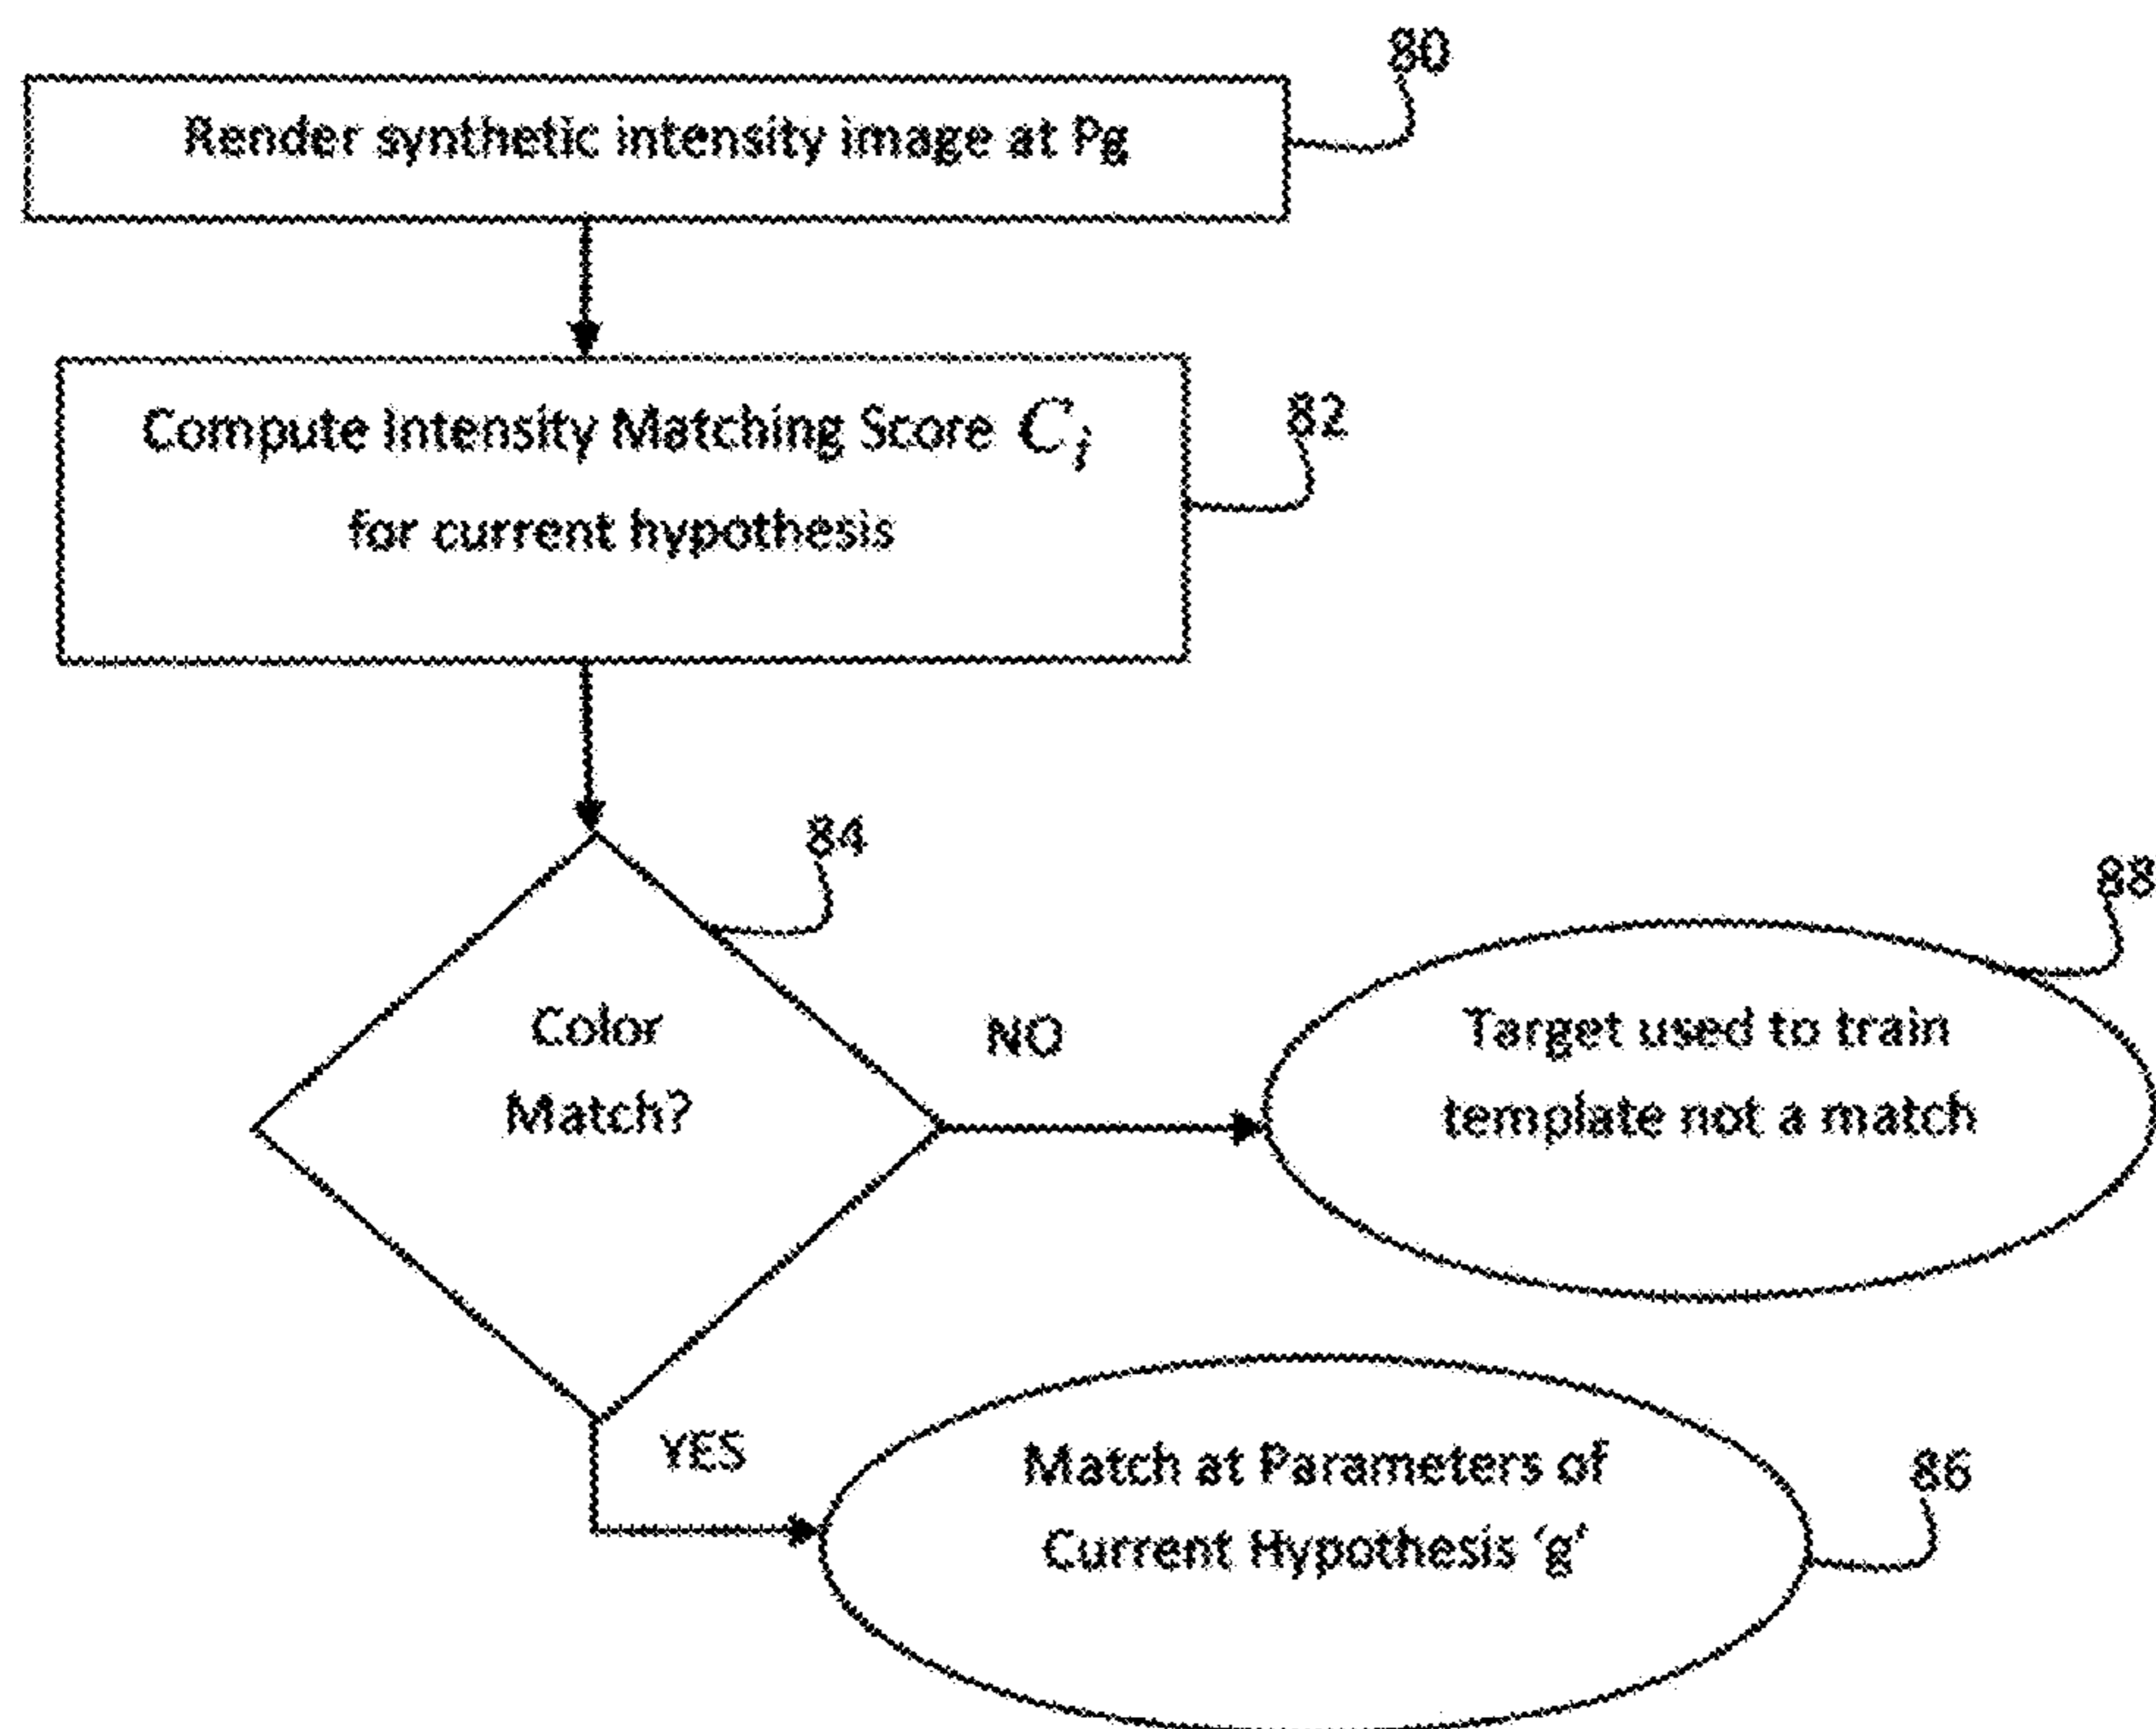 80
Render synthetic intensity image at Pg
Compute Intensity Matching Score C_i
for current hypothesis
82
84
Color
Match?
NO
88
Target used to train
template not a match
YES
Match at Parameters of
Current Hypothesis ‘g’
86